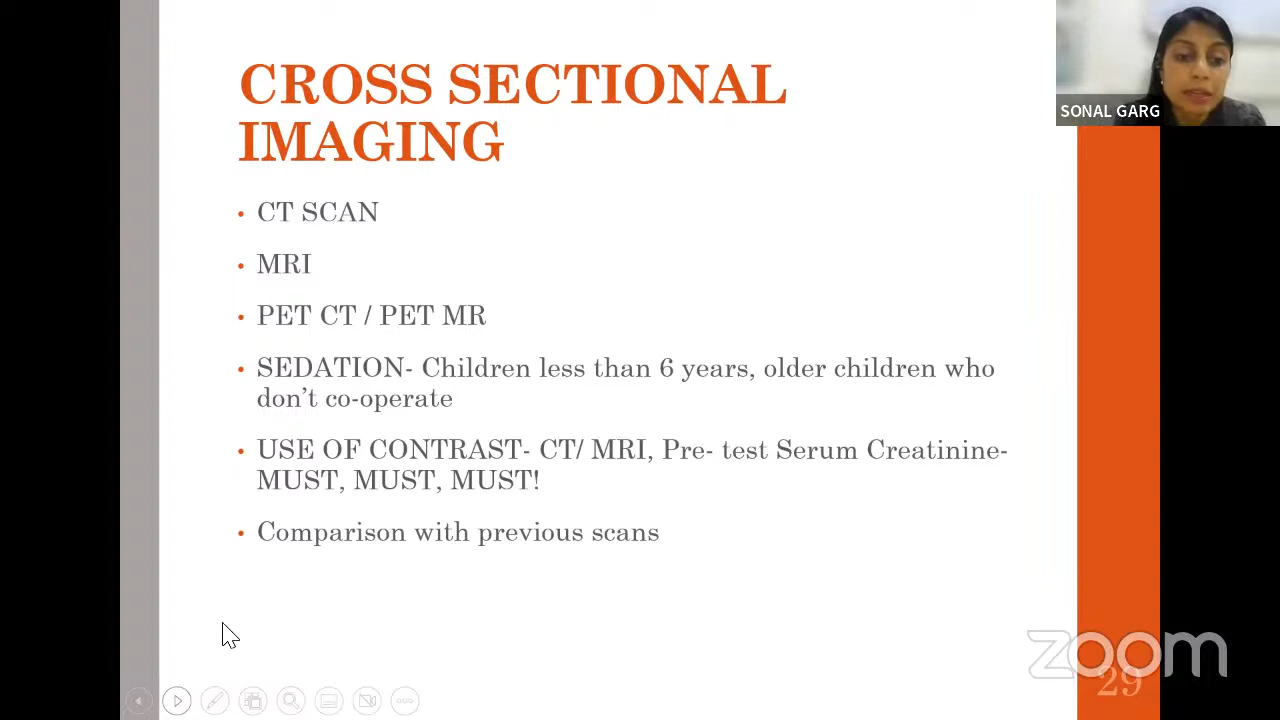 CROSS SECTIONAL
IMAGING
SONAL GARG
• CT SCAN
• MRI
• PET CT / PET MR
• SEDATION- Children less than 6 years, older children who
don’t co-operate
• USE OF CONTRAST- CT/ MRI, Pre- test Serum Creatinine-
MUST, MUST, MUST!
• Comparison with previous scans
zoom
29